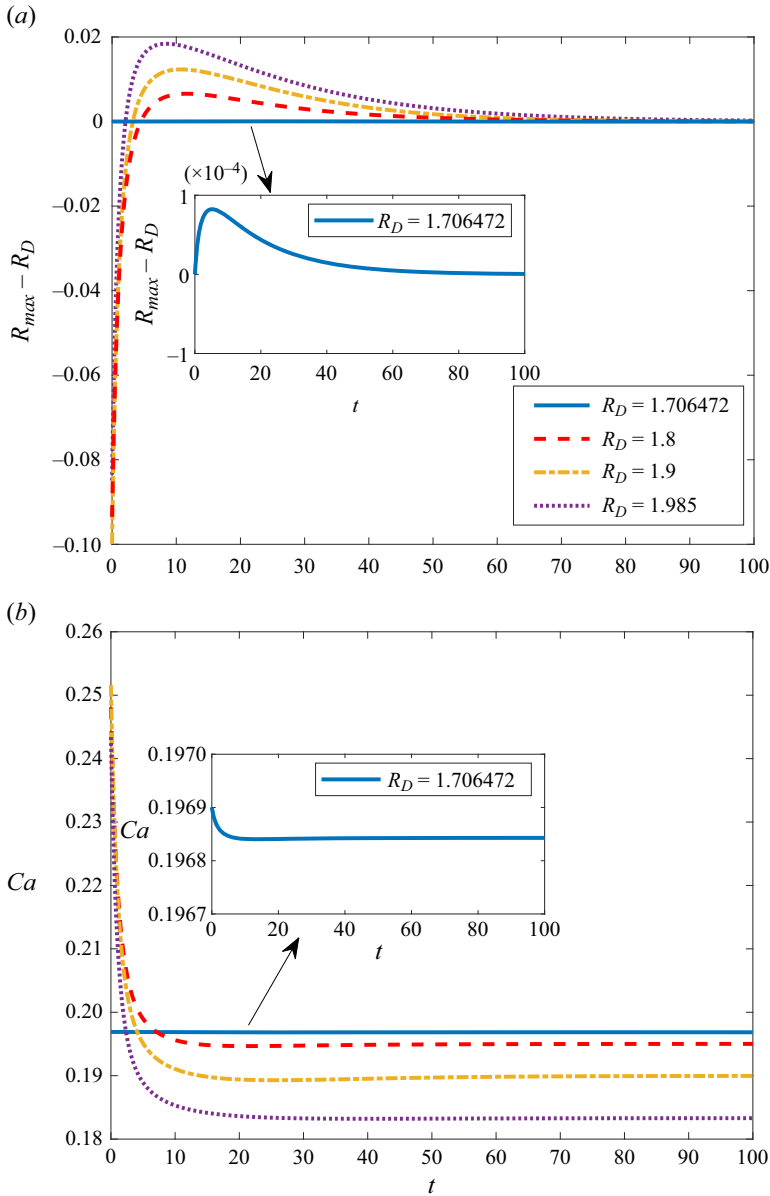 (a)
0.02
0
–0.02
–0.04
–0.06
–0.08
–0.10
R_max – R_D
0 10 20 30 40 50 60 70 80 90 100
(×10⁻⁴)
1
0
–1
R_max – R_D
R_D = 1.706472
0 20 40 60 80 100
t
R_D = 1.706472
R_D = 1.8
R_D = 1.9
R_D = 1.985
(b)
0.26
0.25
0.24
0.23
0.22
0.21
0.20
0.19
0.18
Ca
0.1970
0.1969
0.1968
0.1967
Ca
R_D = 1.706472
0 20 40 60 80 100
t
0 10 20 30 40 50 60 70 80 90 100
t